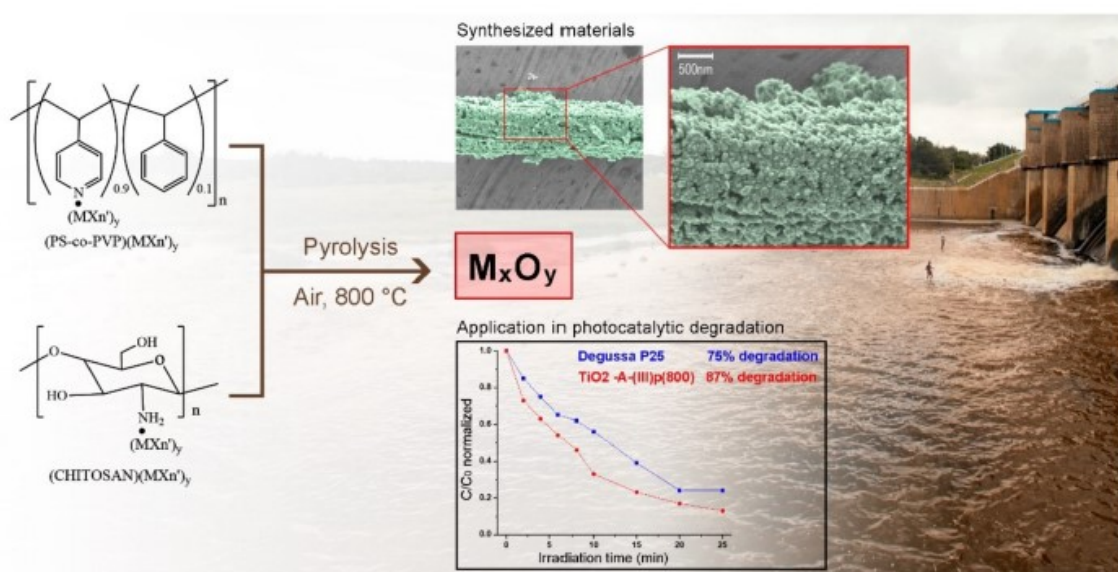 Synthesized materials
500nm
n
0.9
0.1
N
(MXn')y
(PS-co-PVP)(MXn')y
Pyrolysis
Air, 800 °C
MxOy
OH
O
O
HO
NH2
n
(MXn')y
(CHITOSAN)(MXn')y
Application in photocatalytic degradation
Degussa P25 75% degradation
TiO2 -A-(III)p(800) 87% degradation
C/C0 normalized
1.0
0.8
0.6
0.4
0.2
0.0
0 5 10 15 20 25
Irradiation time (min)